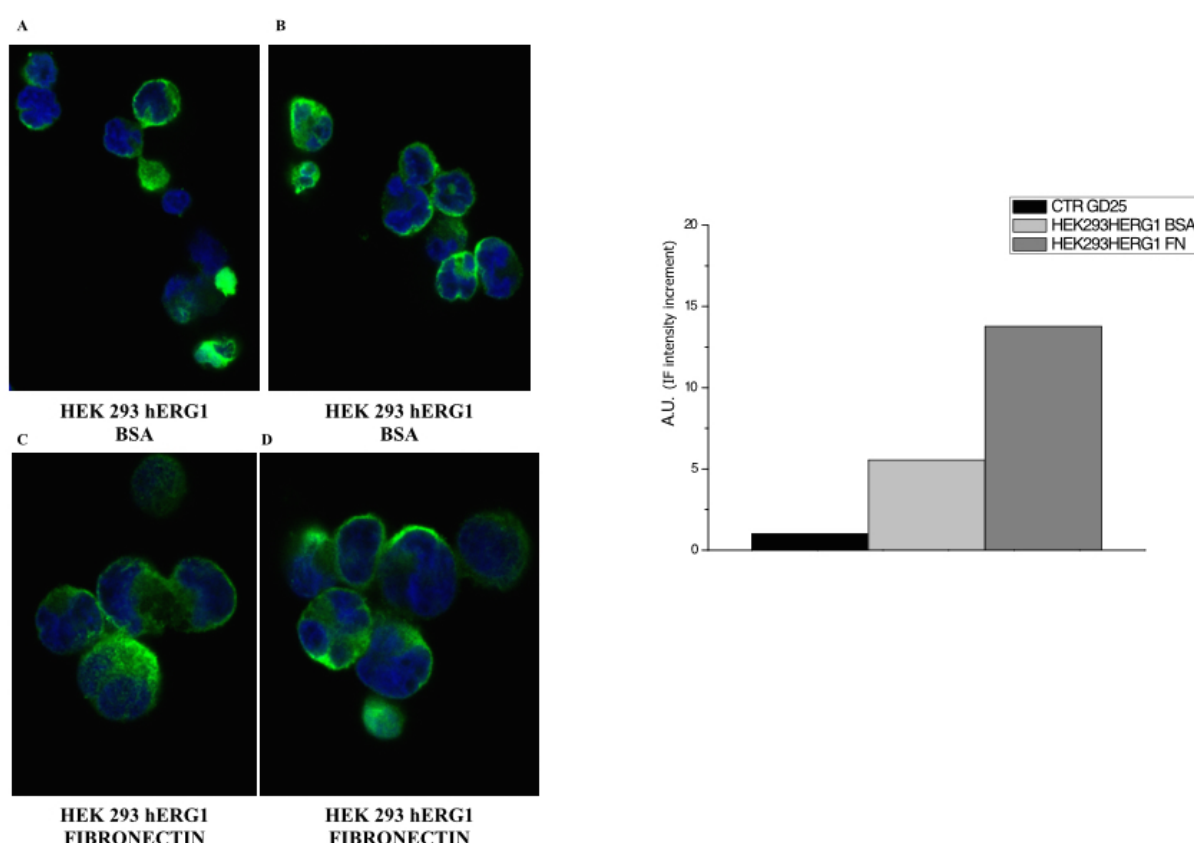 A
B
HEK 293 hERG1
BSA
HEK 293 hERG1
BSA
C
D
HEK 293 hERG1
FIBRONECTIN
HEK 293 hERG1
FIBRONECTIN
CTR GD25
HEK293HERG1 BSA
HEK293HERG1 FN
A.U. (IF intensity increment)
20
15
10
5
0